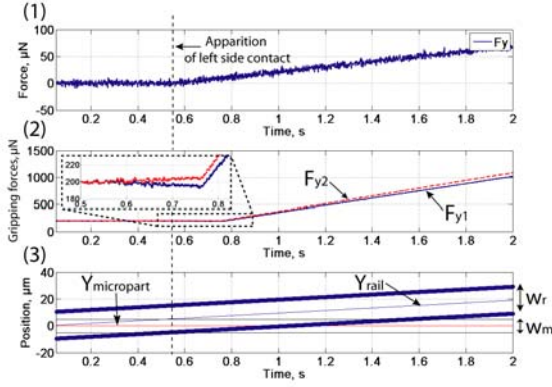 (1)
100
50
0
-50
Force, µN
Apparition
of left side contact
Fy
0.2 0.4 0.6 0.8 1 1.2 1.4 1.6 1.8 2
Time, s
(2)
1500
1000
500
0
Gripping forces, µN
220
200
180
0.5 0.6 0.7 0.8
Fy2
Fy1
0.2 0.4 0.6 0.8 1 1.2 1.4 1.6 1.8 2
Time, s
(3)
40
20
0
-20
Position, µm
Ymicropart
Yrail
Wr
Wm
0.2 0.4 0.6 0.8 1 1.2 1.4 1.6 1.8 2
Time, s